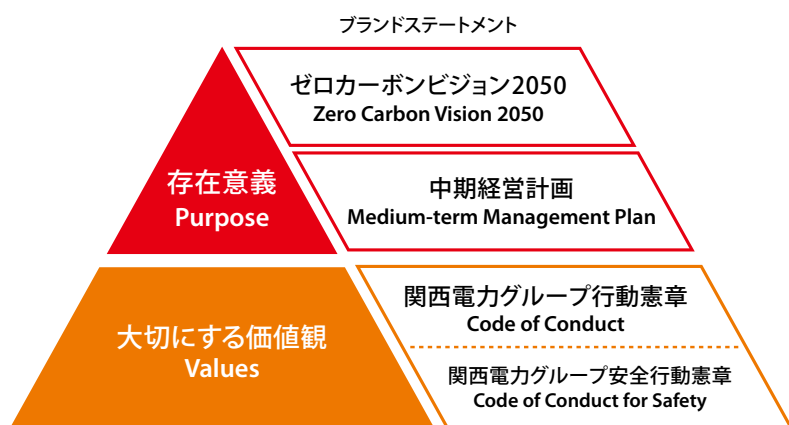 ブランドステートメント
ゼロカーボンビジョン2050
Zero Carbon Vision 2050
存在意義
Purpose
中期経営計画
Medium-term Management Plan
大切にする価値観
Values
関西電力グループ行動憲章
Code of Conduct
関西電力グループ安全行動憲章
Code of Conduct for Safety